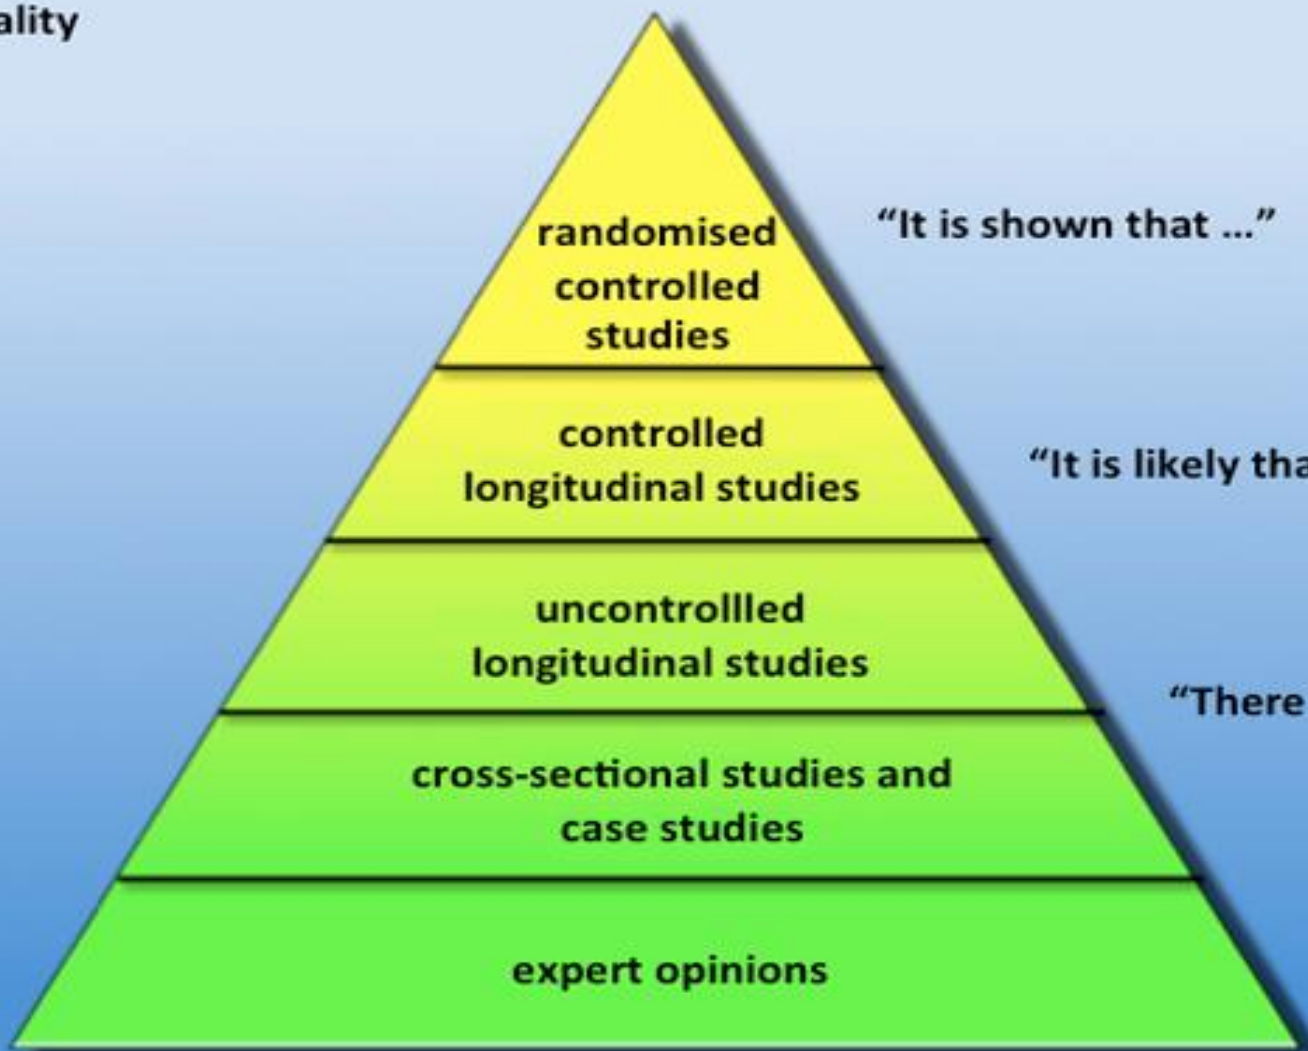 ality
randomised
controlled
studies
“It is shown that ...”
controlled
longitudinal studies
“It is likely tha
uncontrollled
longitudinal studies
“There
cross-sectional studies and
case studies
expert opinions